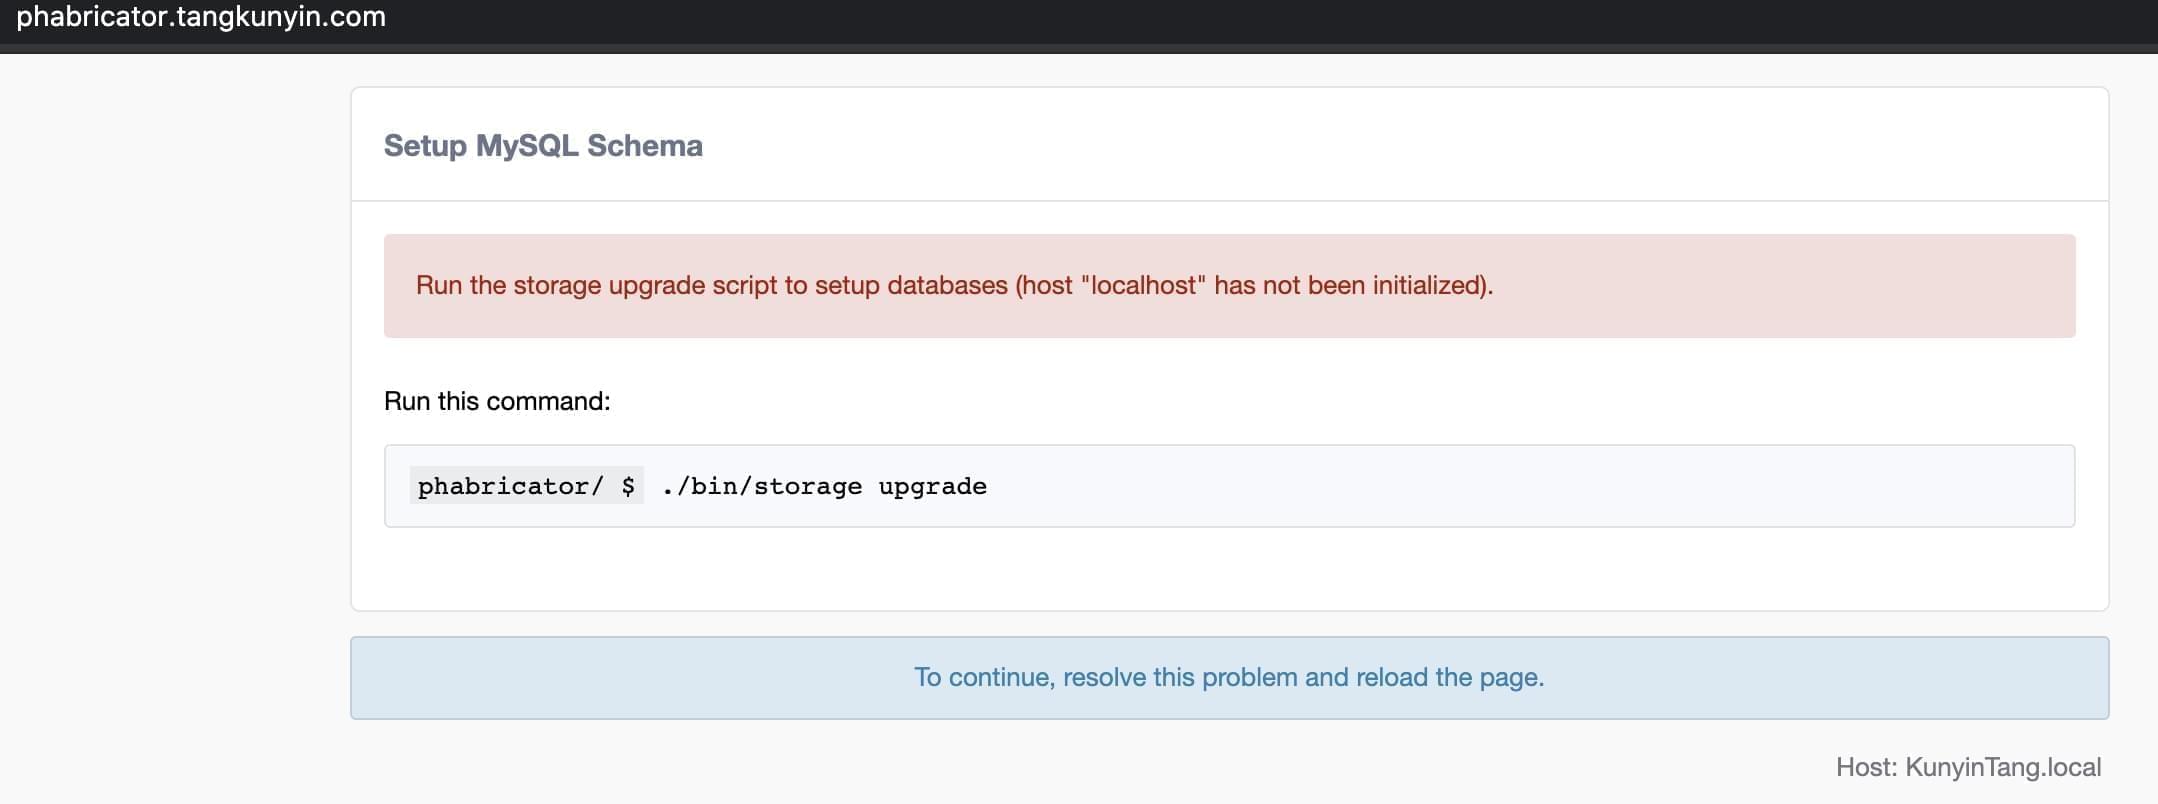 phabricator.tangkunyin.com
Setup MySQL Schema
Run the storage upgrade script to setup databases (host "localhost" has not been initialized).
Run this command:
phabricator/ $ ./bin/storage upgrade
To continue, resolve this problem and reload the page.
Host: KunyinTang.local